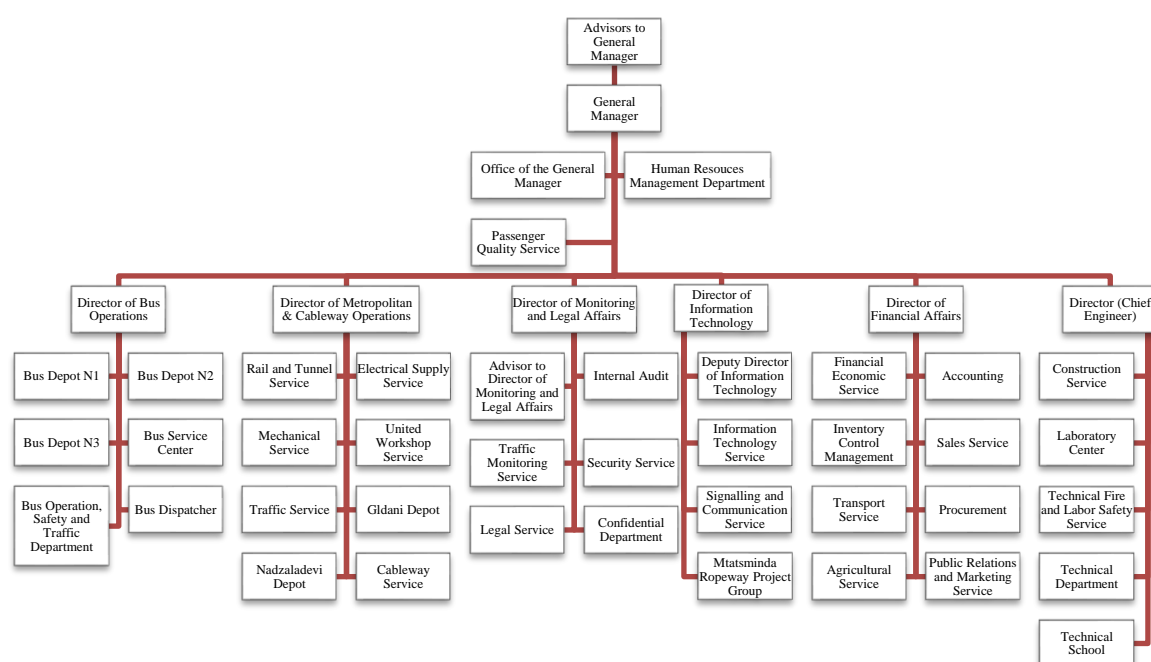 Advisors to
General
Manager
General
Manager
Office of the General
Manager
Human Resouces
Management Department
Passenger
Quality Service
Director of Bus
Operations
Director of Metropolitan
& Cableway Operations
Director of Monitoring
and Legal Affairs
Director of
Information
Technology
Director of
Financial Affairs
Director (Chief
Engineer)
Bus Depot N1
Bus Depot N2
Bus Depot N3
Bus Service
Center
Bus Operation,
Safety and
Traffic
Department
Bus Dispatcher
Rail and Tunnel
Service
Electrical Supply
Service
Mechanical
Service
United
Workshop
Service
Traffic Service
Gldani Depot
Nadzaladevi
Depot
Cableway
Service
Advisor to
Director of
Monitoring and
Legal Affairs
Internal Audit
Traffic
Monitoring
Service
Security Service
Legal Service
Confidential
Department
Deputy Director
of Information
Technology
Information
Technology
Service
Signalling and
Communication
Service
Mtatsminda
Ropeway Project
Group
Financial
Economic
Service
Accounting
Inventory
Control
Management
Sales Service
Transport
Service
Procurement
Agricultural
Service
Public Relations
and Marketing
Service
Construction
Service
Laboratory
Center
Technical Fire
and Labor Safety
Service
Technical
Department
Technical
School